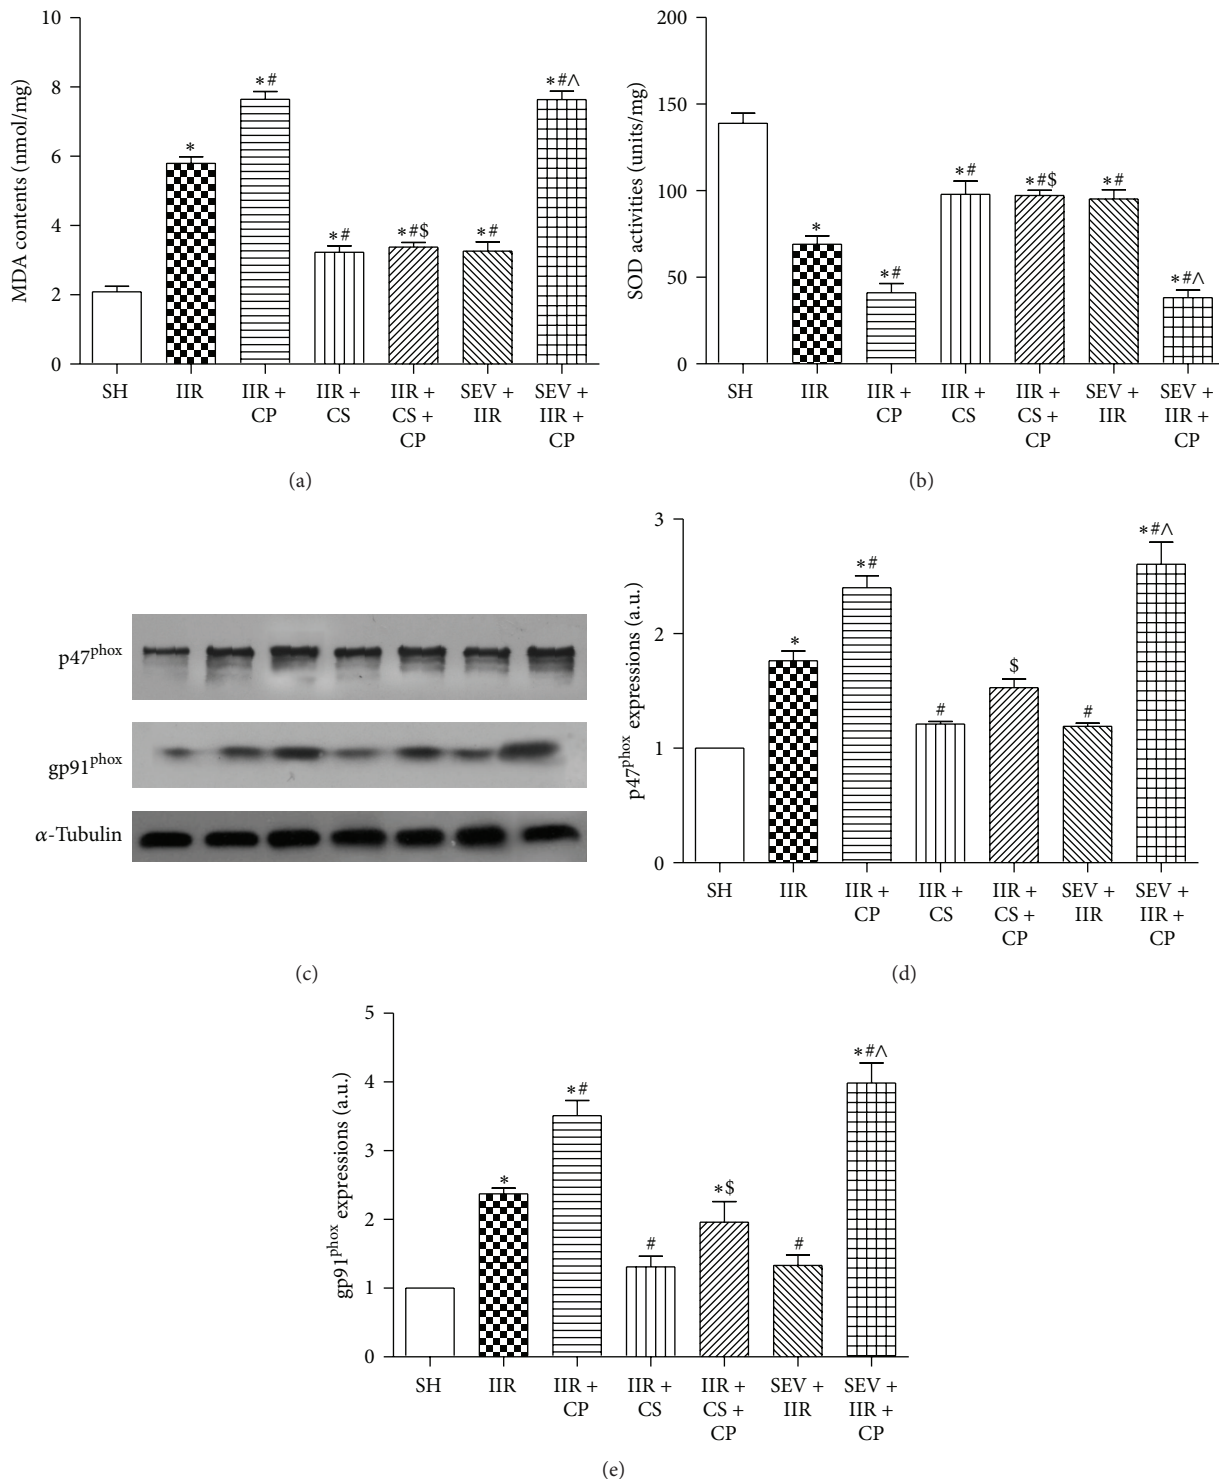 10
8
6
4
2
0
MDA contents (nmol/mg)
*
*#
*#
*#$
*#
*#^
SH IIR IIR + IIR + IIR + SEV + SEV +
CP CS CS + IIR IIR +
CP CP
(a)
200
150
100
50
0
SOD activities (units/mg)
*
*#
*#
*#$
*#
*#^
SH IIR IIR + IIR + IIR + SEV + SEV +
CP CS CS + IIR IIR +
CP CP
(b)
p47phox
gp91phox
α-Tubulin
(c)
3
2
1
0
p47phox expressions (a.u.)
*
*#
#
$
#
*#^
SH IIR IIR + IIR + IIR + SEV + SEV +
CP CS CS + IIR IIR +
CP CP
(d)
5
4
3
2
1
0
gp91phox expressions (a.u.)
*
*#
#
*$
#
*#^
SH IIR IIR + IIR + IIR + SEV + SEV +
CP CS CS + IIR IIR +
CP CP
(e)